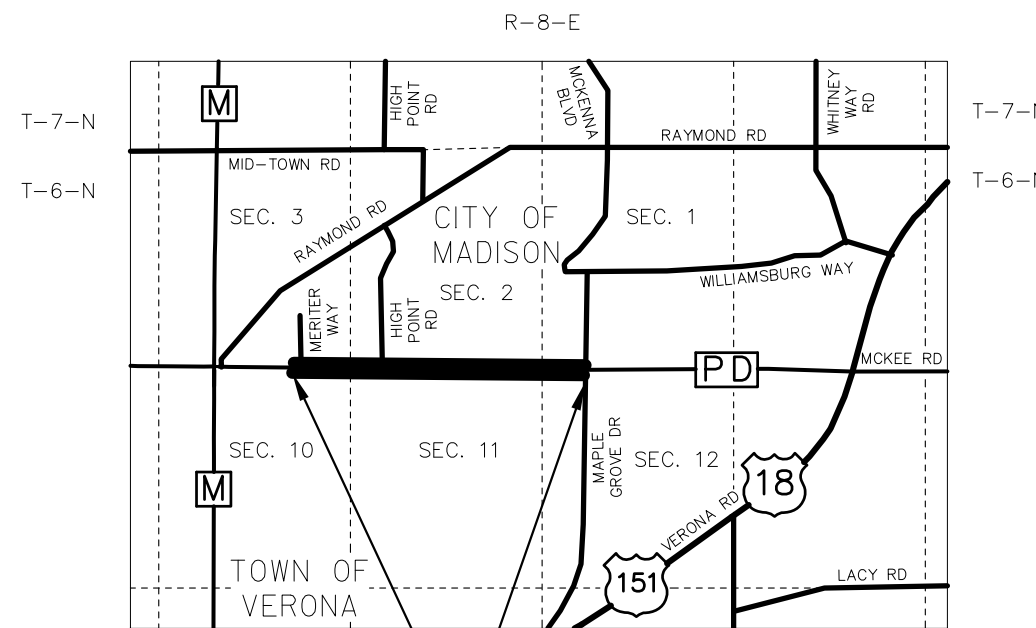 R-8-E
T-7-N
T-6-N
T-7-N
T-6-N
M
HIGH
POINT
RD
MCKENNA
BLVD
WHITNEY
WAY
RD
RAYMOND RD
MID-TOWN RD
SEC. 3
RAYMOND RD
CITY OF
MADISON
SEC. 1
SEC. 2
WILLIAMSBURG WAY
MERITER
WAY
HIGH
POINT
RD
PD
MCKEE RD
SEC. 10
SEC. 11
MAPLE
GROVE DR
SEC. 12
M
18
VERONA RD
151
TOWN OF
VERONA
LACY RD